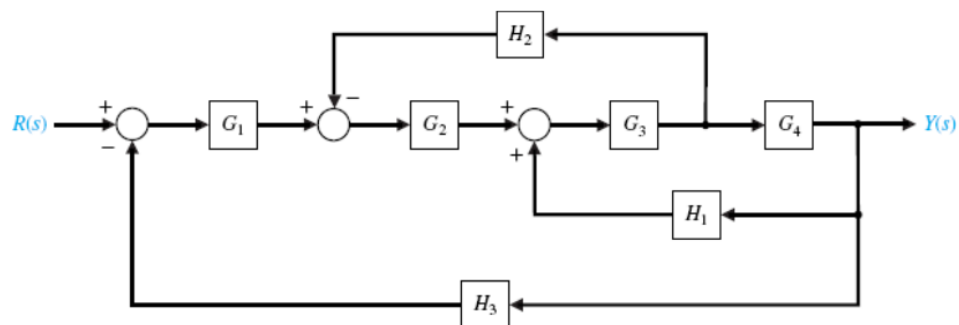 H₂
+ − + − +
R(s) G₁ G₂ G₃ G₄ Y(s)
− +
H₁
H₃